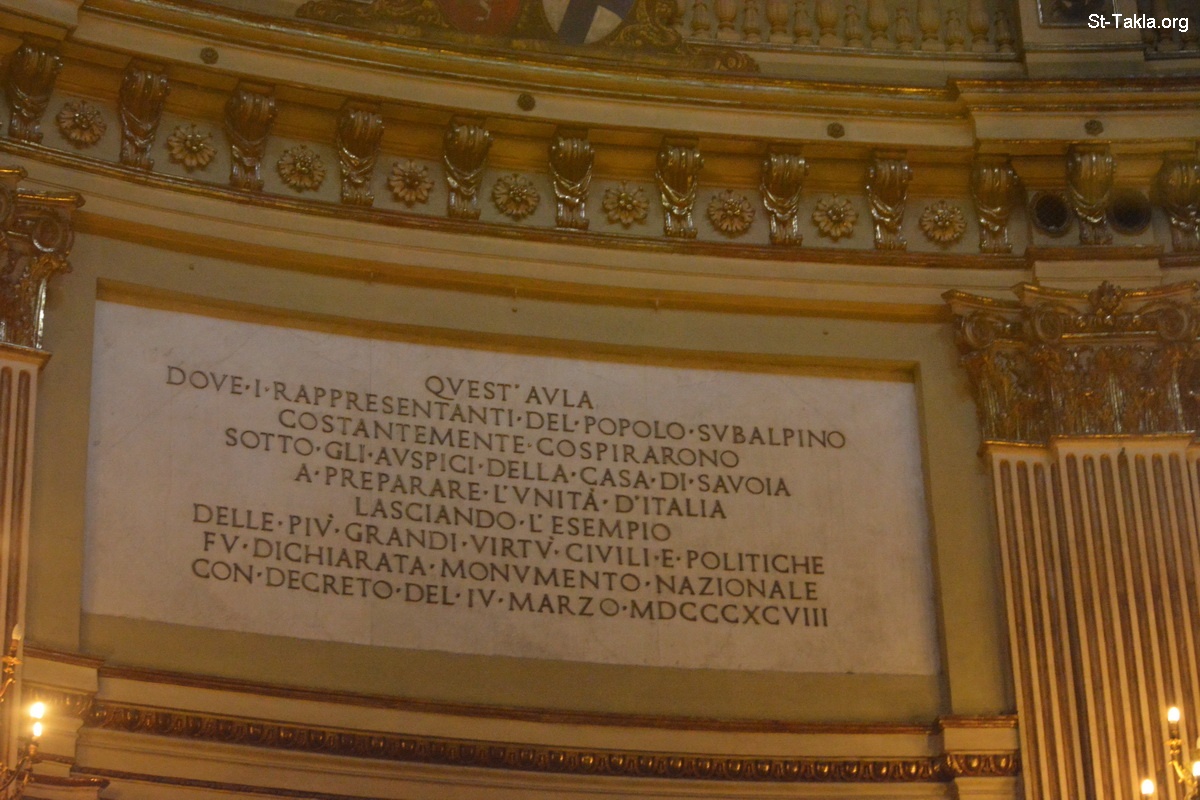 St-Takla.org
QVEST' AVLA
DOVE·I·RAPPRESENTANTI·DEL·POPOLO·SVBALPINO
COSTANTEMENTE·COSPIRARONO
SOTTO·GLI·AVSPICI·DELLA·CASA·DI·SAVOIA
A·PREPARARE·L'VNITÀ·D'ITALIA
LASCIANDO·L'ESEMPIO
DELLE·PIV̀·GRANDI·VIRTV̀·CIVILI·E·POLITICHE
FV·DICHIARATA·MONVMENTO·NAZIONALE
CON·DECRETO·DEL·IV·MARZO·MDCCCXCVIII